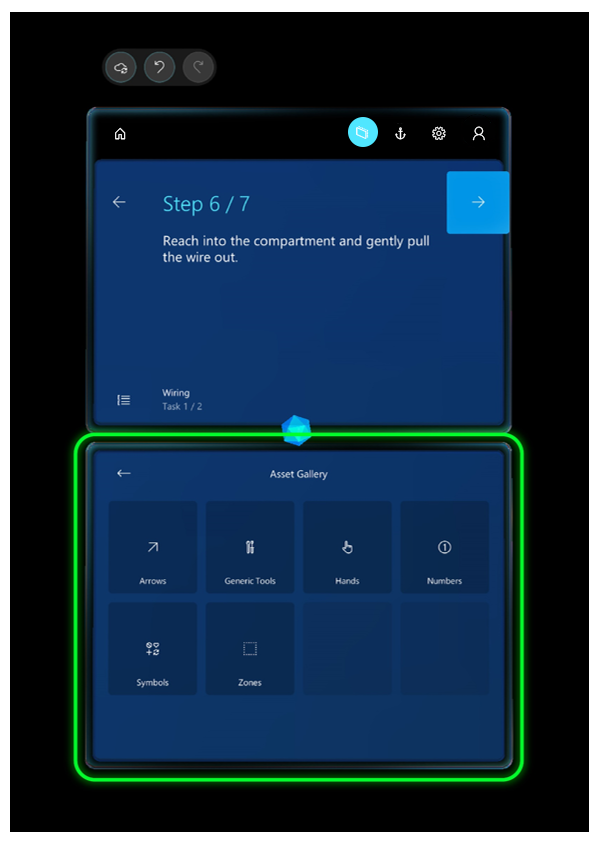 Step 6 / 7
Reach into the compartment and gently pull
the wire out.
Wiring
Task 1 / 2
Asset Gallery
Arrows
Generic Tools
Hands
1
Numbers
Symbols
Zones